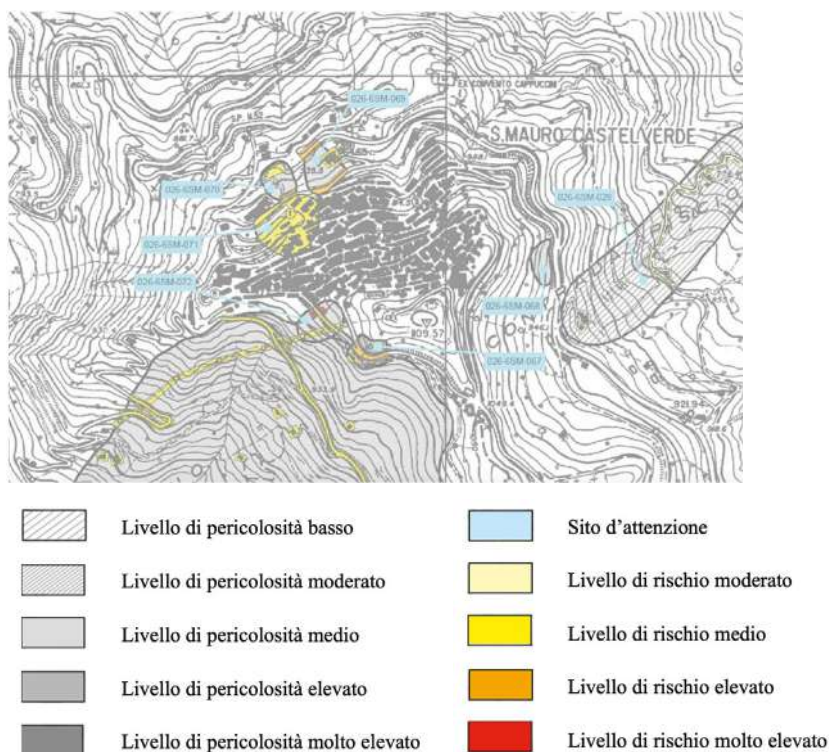 026-6SM-069
EX CONVENTO CAPPUCCINI
S.MAURO CASTELVERDE
026-6SM-070
026-6SM-026
026-6SM-071
026-6SM-072
026-6SM-068
1109.57
026-6SM-067
921.94
Livello di pericolosità basso
Sito d'attenzione
Livello di pericolosità moderato
Livello di rischio moderato
Livello di pericolosità medio
Livello di rischio medio
Livello di pericolosità elevato
Livello di rischio elevato
Livello di pericolosità molto elevato
Livello di rischio molto elevato